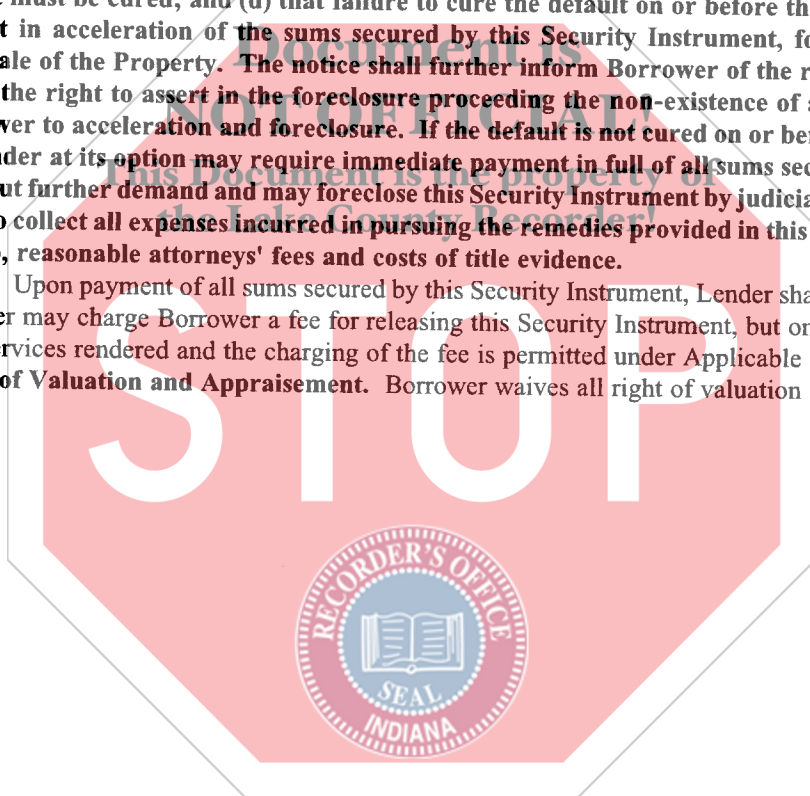 must be cured; and (d) that failure to cure the default on or before th
t in acceleration of the sums secured by this Security Instrument, fo
ale of the Property. The notice shall further inform Borrower of the r
the right to assert in the foreclosure proceeding the non-existence of a
ver to acceleration and foreclosure. If the default is not cured on or be
nder at its option may require immediate payment in full of all sums sec
ut further demand and may foreclose this Security Instrument by judicia
o collect all expenses incurred in pursuing the remedies provided in this
, reasonable attorneys' fees and costs of title evidence.
Upon payment of all sums secured by this Security Instrument, Lender sha
er may charge Borrower a fee for releasing this Security Instrument, but or
rvices rendered and the charging of the fee is permitted under Applicable
of Valuation and Appraisement. Borrower waives all right of valuation
Document is
NOT OFFICIAL!
This Document is the property of
the Lake County Recorder!
STOP
RECORDER'S OFFICE
SEAL
INDIANA